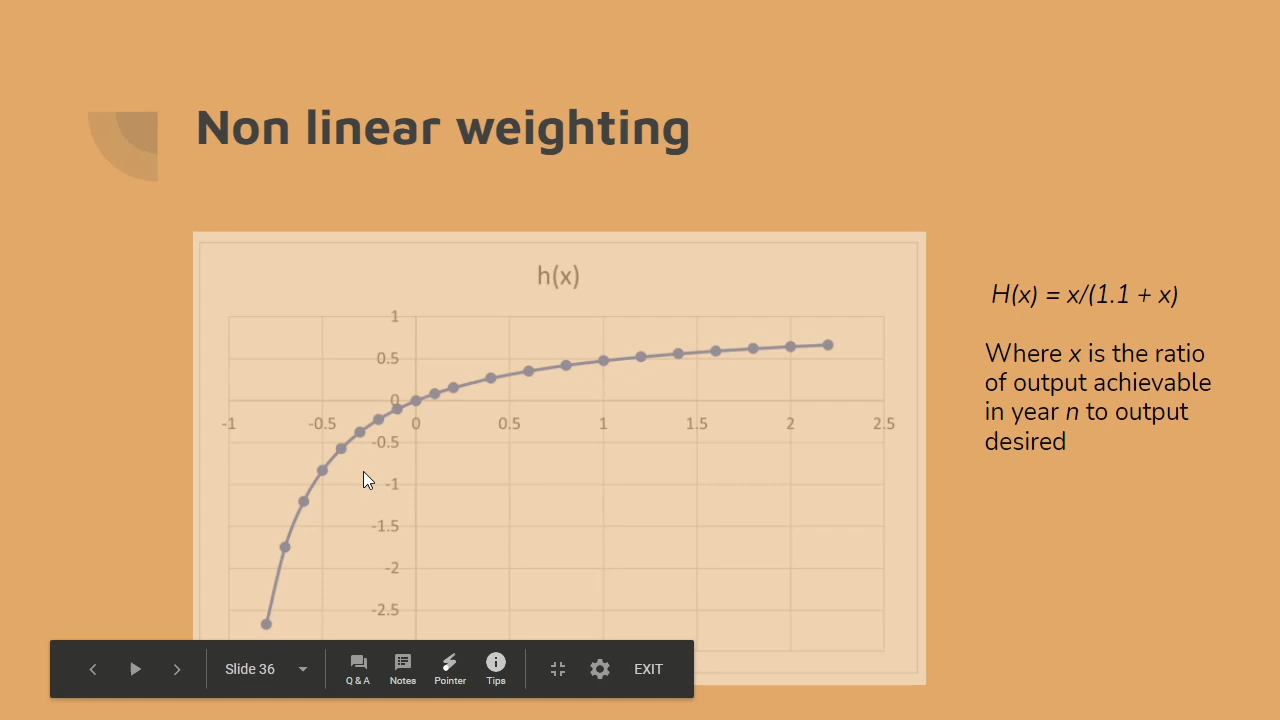 Non linear weighting
h(x)
1
0.5
0
-1 -0.5 0 0.5 1 1.5 2 2.5
-0.5
-1
-1.5
-2
-2.5
H(x) = x/(1.1 + x)
Where x is the ratio
of output achievable
in year n to output
desired
Slide 36
Q & A Notes Pointer Tips
EXIT